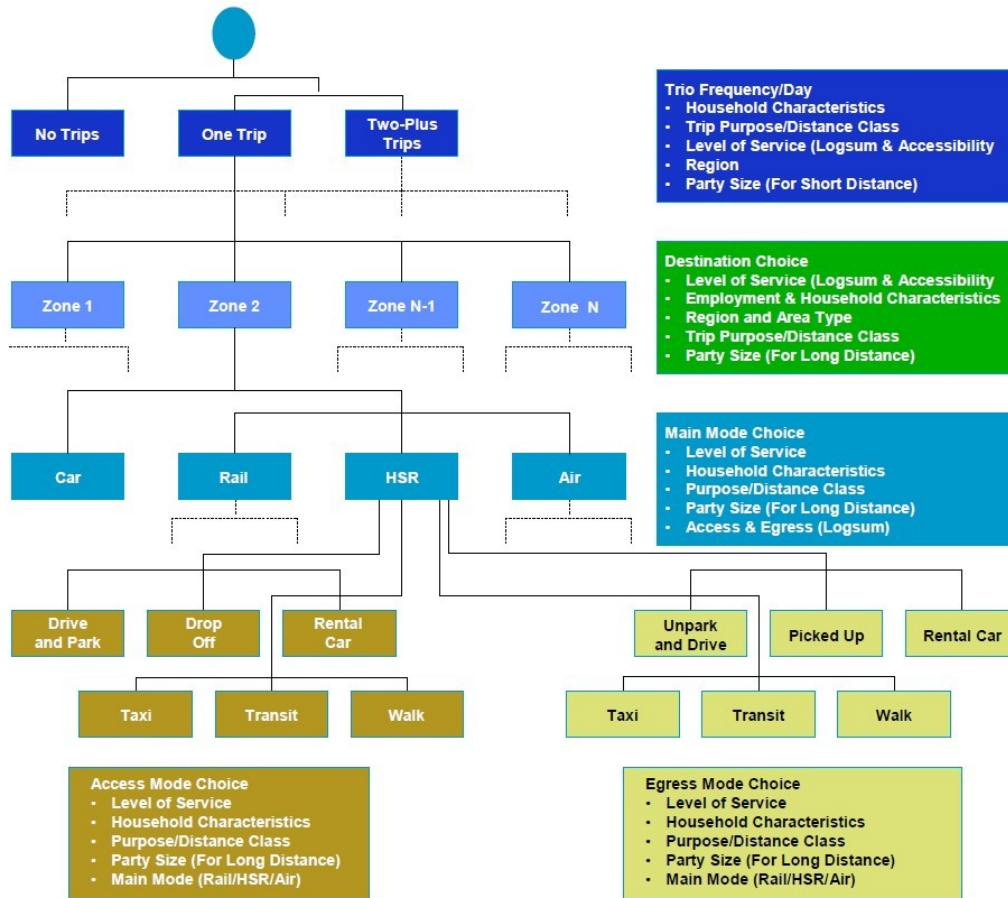 No Trips
One Trip
Two-Plus
Trips
Trio Frequency/Day
• Household Characteristics
• Trip Purpose/Distance Class
• Level of Service (Logsum & Accessibility
• Region
• Party Size (For Short Distance)
Zone 1
Zone 2
Zone N-1
Zone N
Destination Choice
• Level of Service (Logsum & Accessibility
• Employment & Household Characteristics
• Region and Area Type
• Trip Purpose/Distance Class
• Party Size (For Long Distance)
Car
Rail
HSR
Air
Main Mode Choice
• Level of Service
• Household Characteristics
• Purpose/Distance Class
• Party Size (For Long Distance)
• Access & Egress (Logsum)
Drive
and Park
Drop
Off
Rental
Car
Unpark
and Drive
Picked Up
Rental Car
Taxi
Transit
Walk
Taxi
Transit
Walk
Access Mode Choice
• Level of Service
• Household Characteristics
• Purpose/Distance Class
• Party Size (For Long Distance)
• Main Mode (Rail/HSR/Air)
Egress Mode Choice
• Level of Service
• Household Characteristics
• Purpose/Distance Class
• Party Size (For Long Distance)
• Main Mode (Rail/HSR/Air)